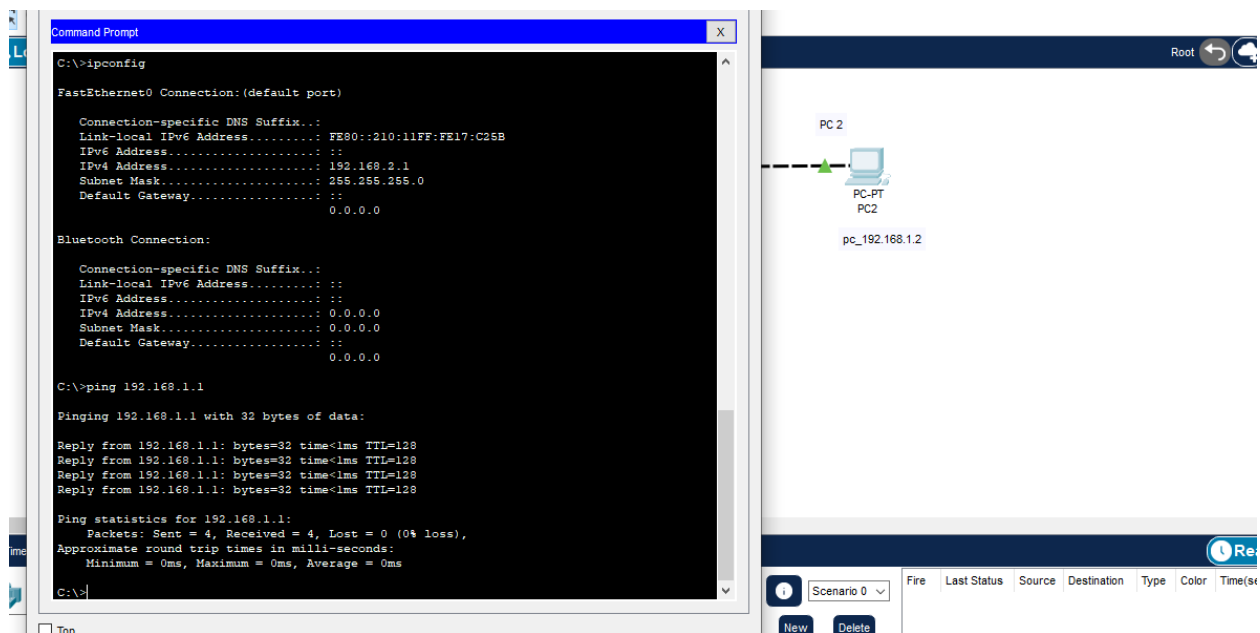 Command Prompt
X
C:\>ipconfig
FastEthernet0 Connection:(default port)
Connection-specific DNS Suffix..:
Link-local IPv6 Address.........: FE80::210:11FF:FE17:C25B
IPv6 Address....................: ::
IPv4 Address....................: 192.168.2.1
Subnet Mask.....................: 255.255.255.0
Default Gateway.................: ::
0.0.0.0
Bluetooth Connection:
Connection-specific DNS Suffix..:
Link-local IPv6 Address.........: ::
IPv6 Address....................: ::
IPv4 Address....................: 0.0.0.0
Subnet Mask.....................: 0.0.0.0
Default Gateway.................: ::
0.0.0.0
C:\>ping 192.168.1.1
Pinging 192.168.1.1 with 32 bytes of data:
Reply from 192.168.1.1: bytes=32 time<1ms TTL=128
Reply from 192.168.1.1: bytes=32 time<1ms TTL=128
Reply from 192.168.1.1: bytes=32 time<1ms TTL=128
Reply from 192.168.1.1: bytes=32 time<1ms TTL=128
Ping statistics for 192.168.1.1:
Packets: Sent = 4, Received = 4, Lost = 0 (0% loss),
Approximate round trip times in milli-seconds:
Minimum = 0ms, Maximum = 0ms, Average = 0ms
C:\>
Top
Root
PC 2
PC-PT
PC2
pc_192.168.1.2
Scenario 0
New
Delete
Fire Last Status Source Destination Type Color